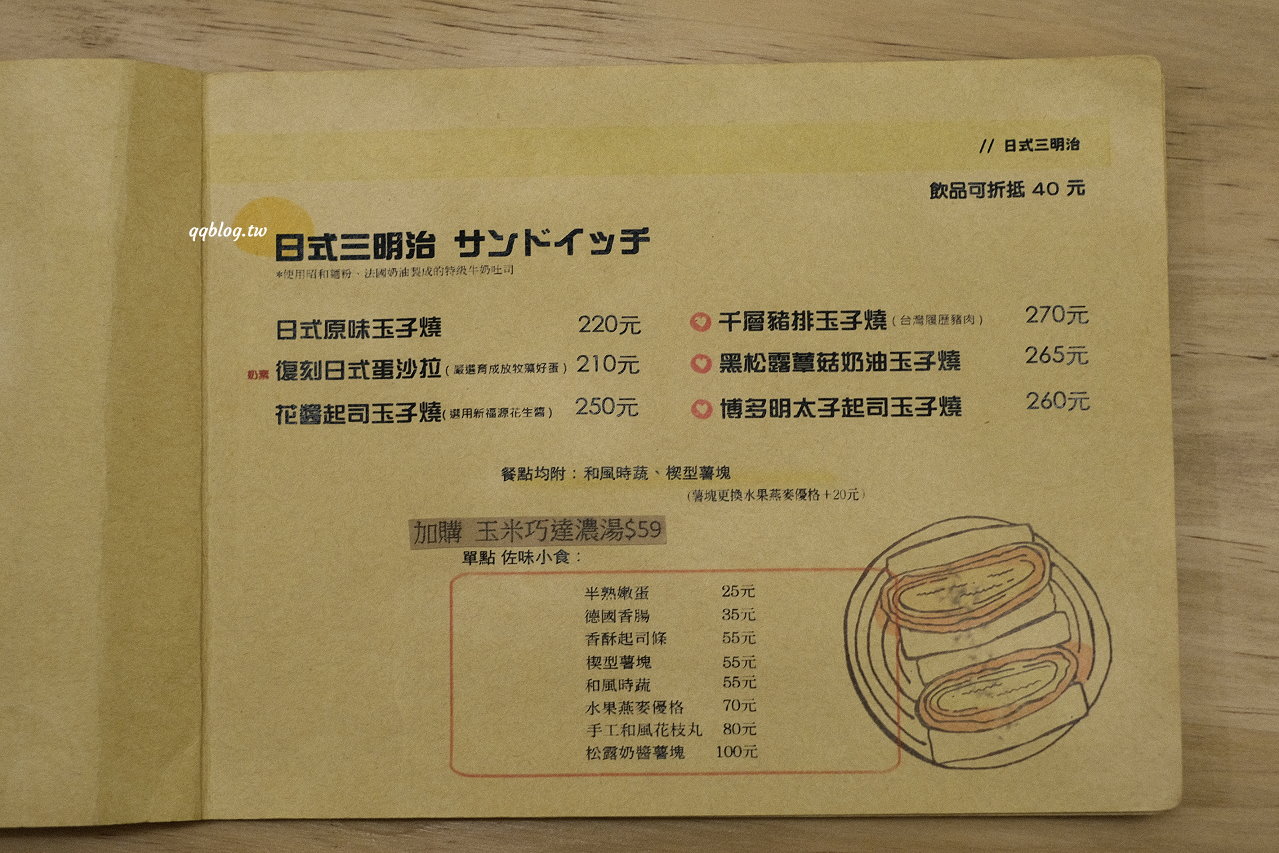 // 日式三明治
飲品可折抵 40 元
qqblog.tw
日式三明治 サンドイッチ
*使用昭和麵粉、法國奶油製成的特級牛奶吐司
日式原味玉子燒 220元
奶素 復刻日式蛋沙拉(嚴選育成放牧藻好蛋) 210元
花醬起司玉子燒(選用新福源花生醬) 250元
千層豬排玉子燒(台灣履歷豬肉) 270元
黑松露蕈菇奶油玉子燒 265元
博多明太子起司玉子燒 260元
餐點均附：和風時蔬、楔型薯塊
(薯塊更換水果燕麥優格+20元)
加購 玉米巧達濃湯$59
單點 佐味小食：
半熟嫩蛋 25元
德國香腸 35元
香酥起司條 55元
楔型薯塊 55元
和風時蔬 55元
水果燕麥優格 70元
手工和風花枝丸 80元
松露奶醬薯塊 100元